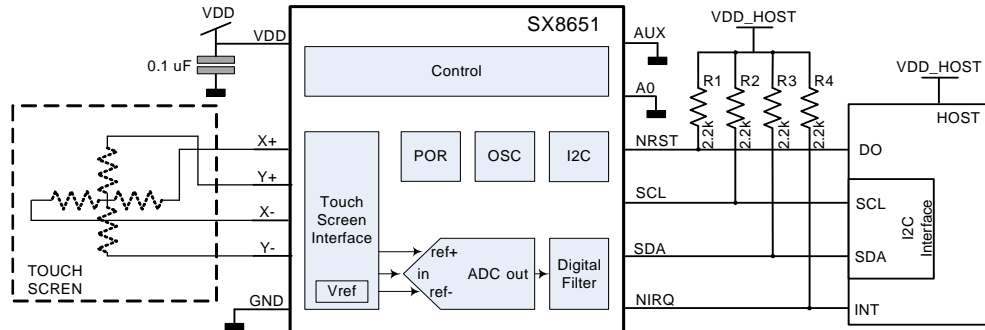 VDD
VDD
0.1 uF
SX8651
Control
AUX
A0
VDD_HOST
R1
R2
R3
R4
2.2k
2.2k
2.2k
2.2k
VDD_HOST
HOST
X+
Y+
X-
Y-
TOUCH
SCREN
GND
Touch
Screen
Interface
Vref
POR
OSC
I2C
ref+
in
ref-
ADC out
Digital
Filter
NRST
SCL
SDA
NIRQ
DO
SCL
SDA
I2C
Interface
INT